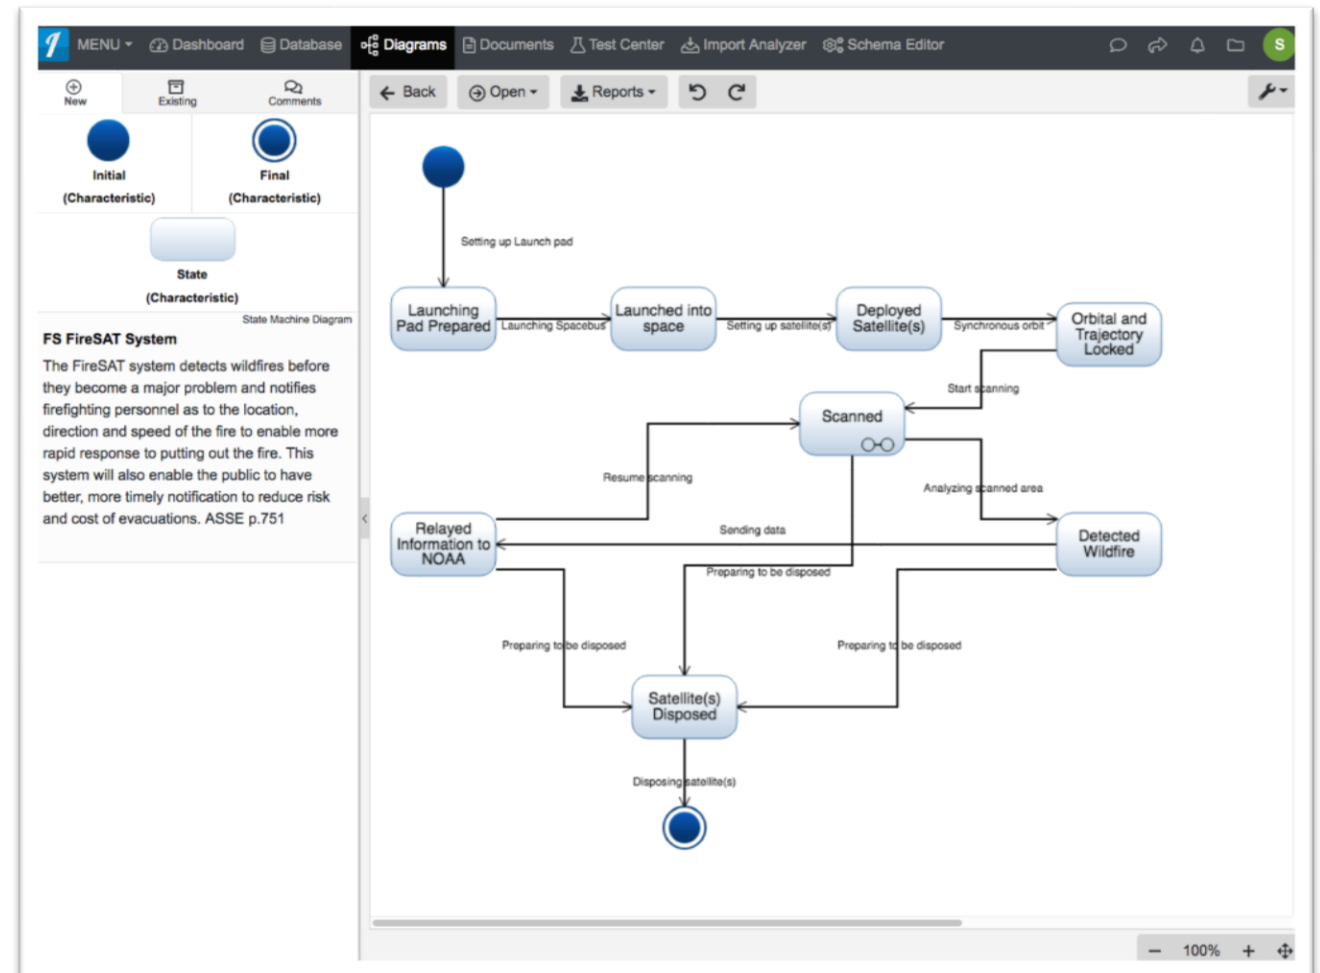 MENU Dashboard Database Diagrams Documents Test Center Import Analyzer Schema Editor S
New Existing Comments
Back Open Reports
Initial
(Characteristic)
Final
(Characteristic)
State
(Characteristic)
State Machine Diagram
FS FireSAT System
The FireSAT system detects wildfires before
they become a major problem and notifies
firefighting personnel as to the location,
direction and speed of the fire to enable more
rapid response to putting out the fire. This
system will also enable the public to have
better, more timely notification to reduce risk
and cost of evacuations. ASSE p.751
Setting up Launch pad
Launching
Pad Prepared
Launching Spacebus
Launched into
space
Setting up satellite(s)
Deployed
Satellite(s)
Synchronous orbit
Orbital and
Trajectory
Locked
Start scanning
Scanned
Resume scanning
Analyzing scanned area
Relayed
Information to
NOAA
Sending data
Detected
Wildfire
Preparing to be disposed
Preparing to be disposed
Preparing to be disposed
Satellite(s)
Disposed
Disposing satellite(s)
100%